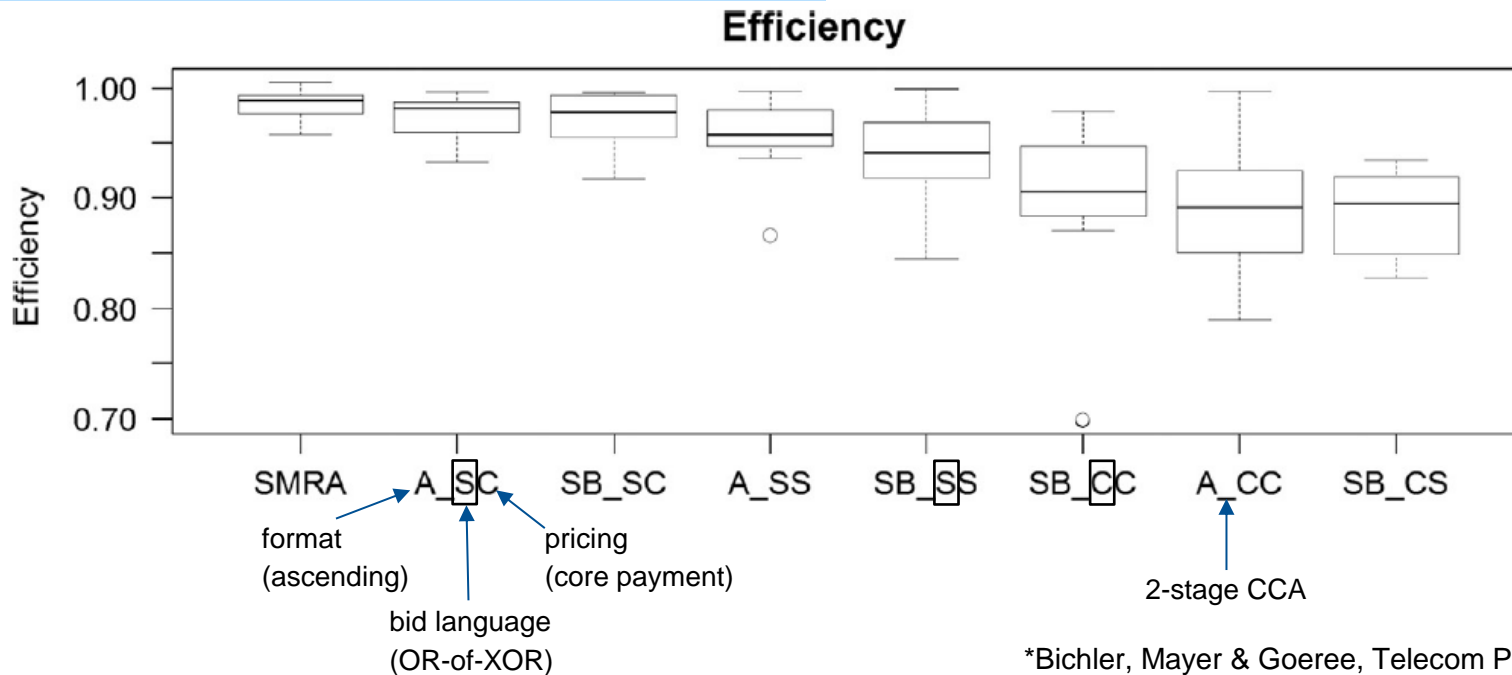 Efficiency
Efficiency
1.00
0.90
0.80
0.70
SMRA A_SC SB_SC A_SS SB_SS SB_CC A_CC SB_CS
format
(ascending)
pricing
(core payment)
bid language
(OR-of-XOR)
2-stage CCA
*Bichler, Mayer & Goeree, Telecom P